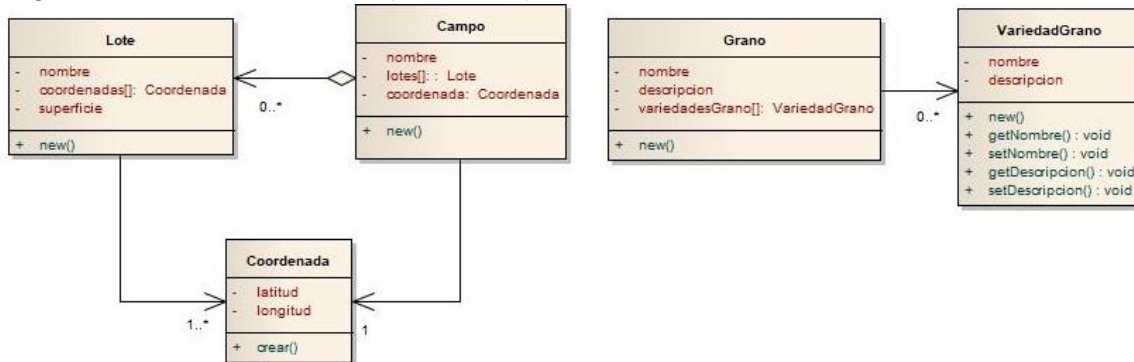 Lote
- nombre
- coordenadas[]: Coordenada
- superficie
+ new()
0..*
Campo
- nombre
- lotes[]: : Lote
- coordenada: Coordenada
+ new()
Grano
- nombre
- descripcion
- variedadesGrano[]: VariedadGrano
+ new()
0..*
VariedadGrano
- nombre
- descripcion
+ new()
+ getNombre() : void
+ setNombre() : void
+ getDescripcion() : void
+ setDescripcion() : void
Coordenada
- latitud
- longitud
+ crear()
1..*
1